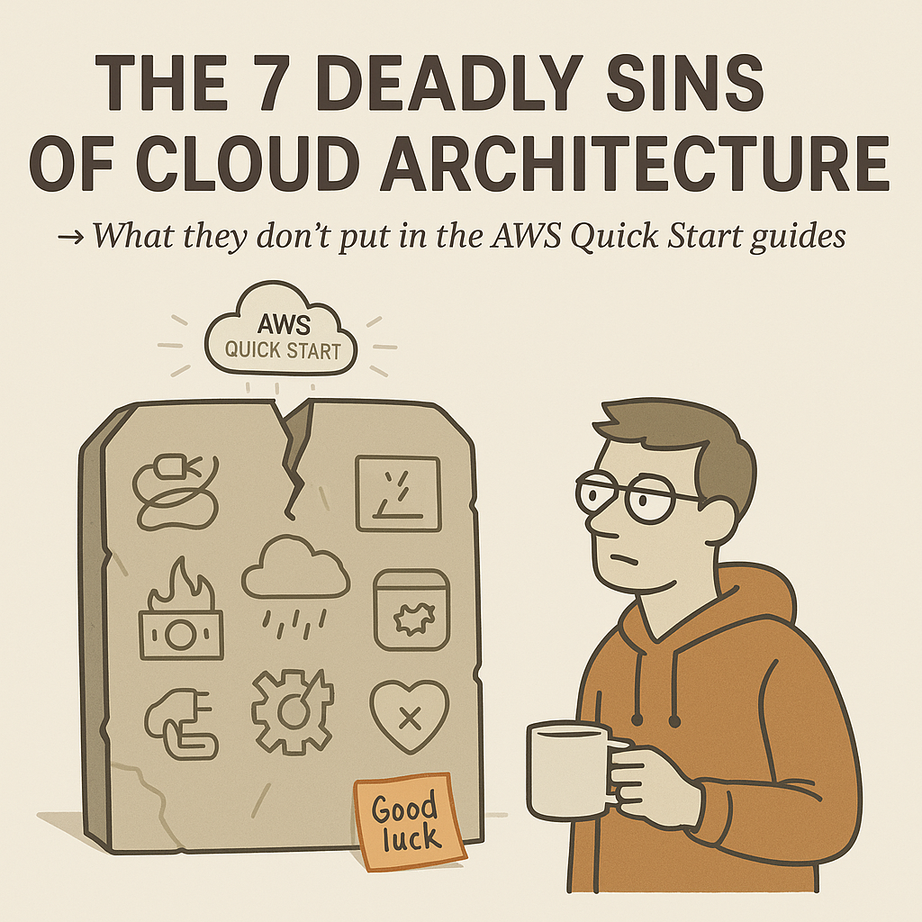 THE 7 DEADLY SINS
OF CLOUD ARCHITECTURE
→ What they don't put in the AWS Quick Start guides
AWS
QUICK START
Good
luck